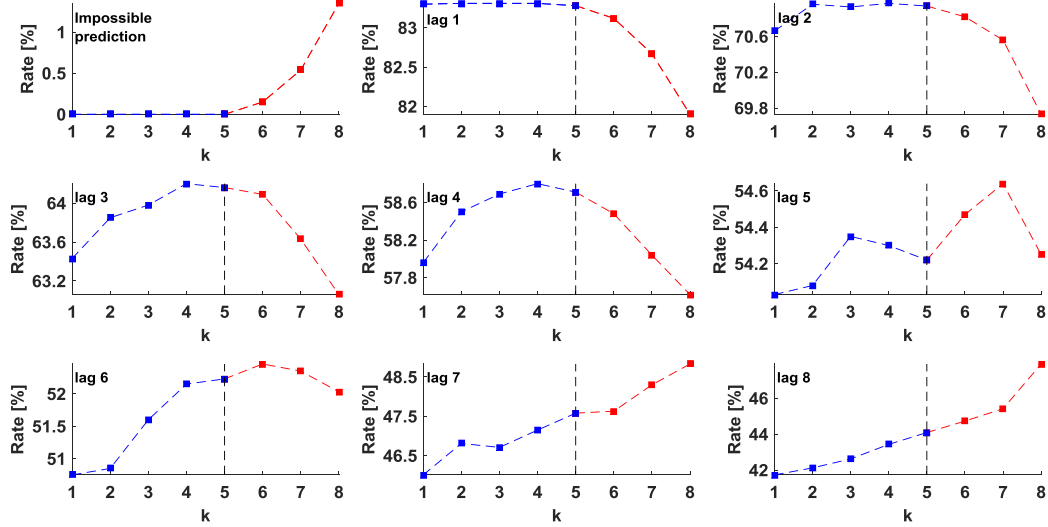 Impossible
prediction
Rate [%]
1
0.5
0
1 2 3 4 5 6 7 8
k
lag 1
Rate [%]
83
82.5
82
1 2 3 4 5 6 7 8
k
lag 2
Rate [%]
70.6
70.2
69.8
1 2 3 4 5 6 7 8
k
lag 3
Rate [%]
64
63.6
63.2
1 2 3 4 5 6 7 8
k
lag 4
Rate [%]
58.6
58.2
57.8
1 2 3 4 5 6 7 8
k
lag 5
Rate [%]
54.6
54.4
54.2
1 2 3 4 5 6 7 8
k
lag 6
Rate [%]
52
51.5
51
1 2 3 4 5 6 7 8
k
lag 7
Rate [%]
48.5
47.5
46.5
1 2 3 4 5 6 7 8
k
lag 8
Rate [%]
46
44
42
1 2 3 4 5 6 7 8
k